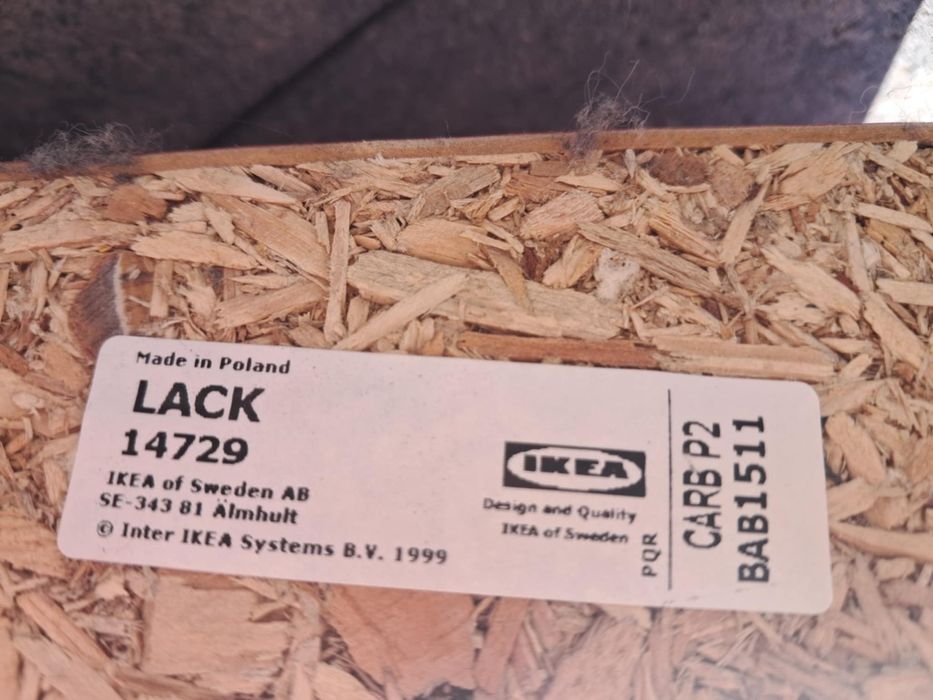 Made in Poland
LACK
14729
IKEA of Sweden AB
SE-343 81 Älmhult
© Inter IKEA Systems B.V. 1999
IKEA
Design and Quality
IKEA of Sweden
PQR
CARB P2
BAB1511